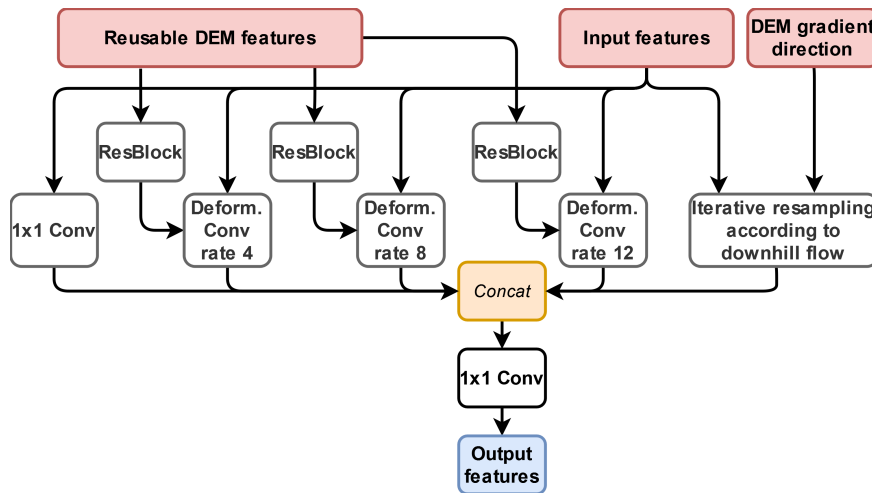 Reusable DEM features
Input features
DEM gradient
direction
ResBlock
ResBlock
ResBlock
1x1 Conv
Deform.
Conv
rate 4
Deform.
Conv
rate 8
Deform.
Conv
rate 12
Iterative resampling
according to
downhill flow
Concat
1x1 Conv
Output
features